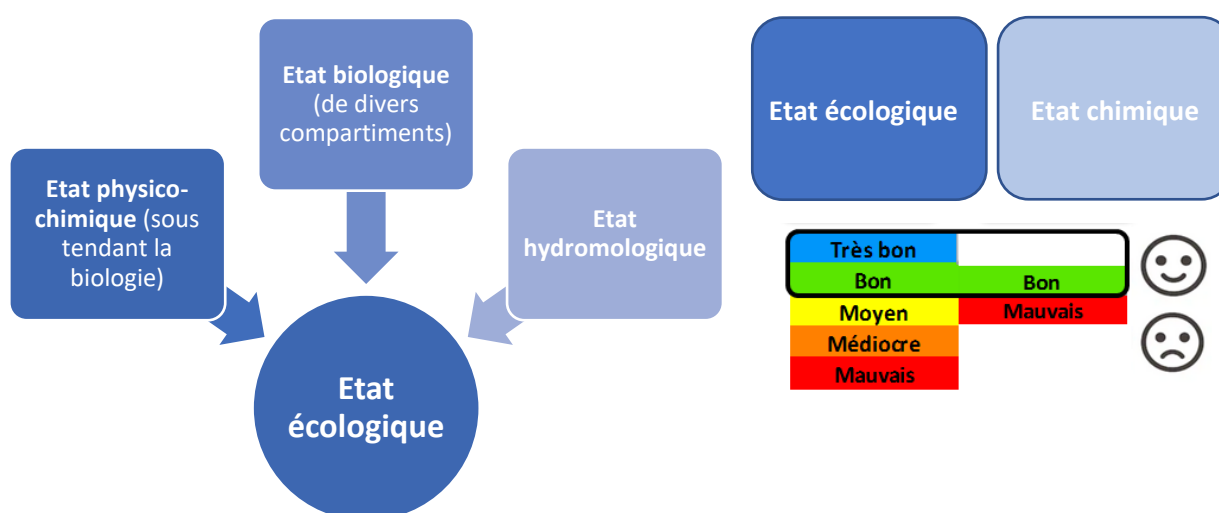 Etat biologique
(de divers
compartiments)
Etat physico-
chimique (sous
tendant la
biologie)
Etat
hydromologique
Etat
écologique
Etat écologique
Etat chimique
Très bon
Bon
Bon
Moyen
Mauvais
Médiocre
Mauvais